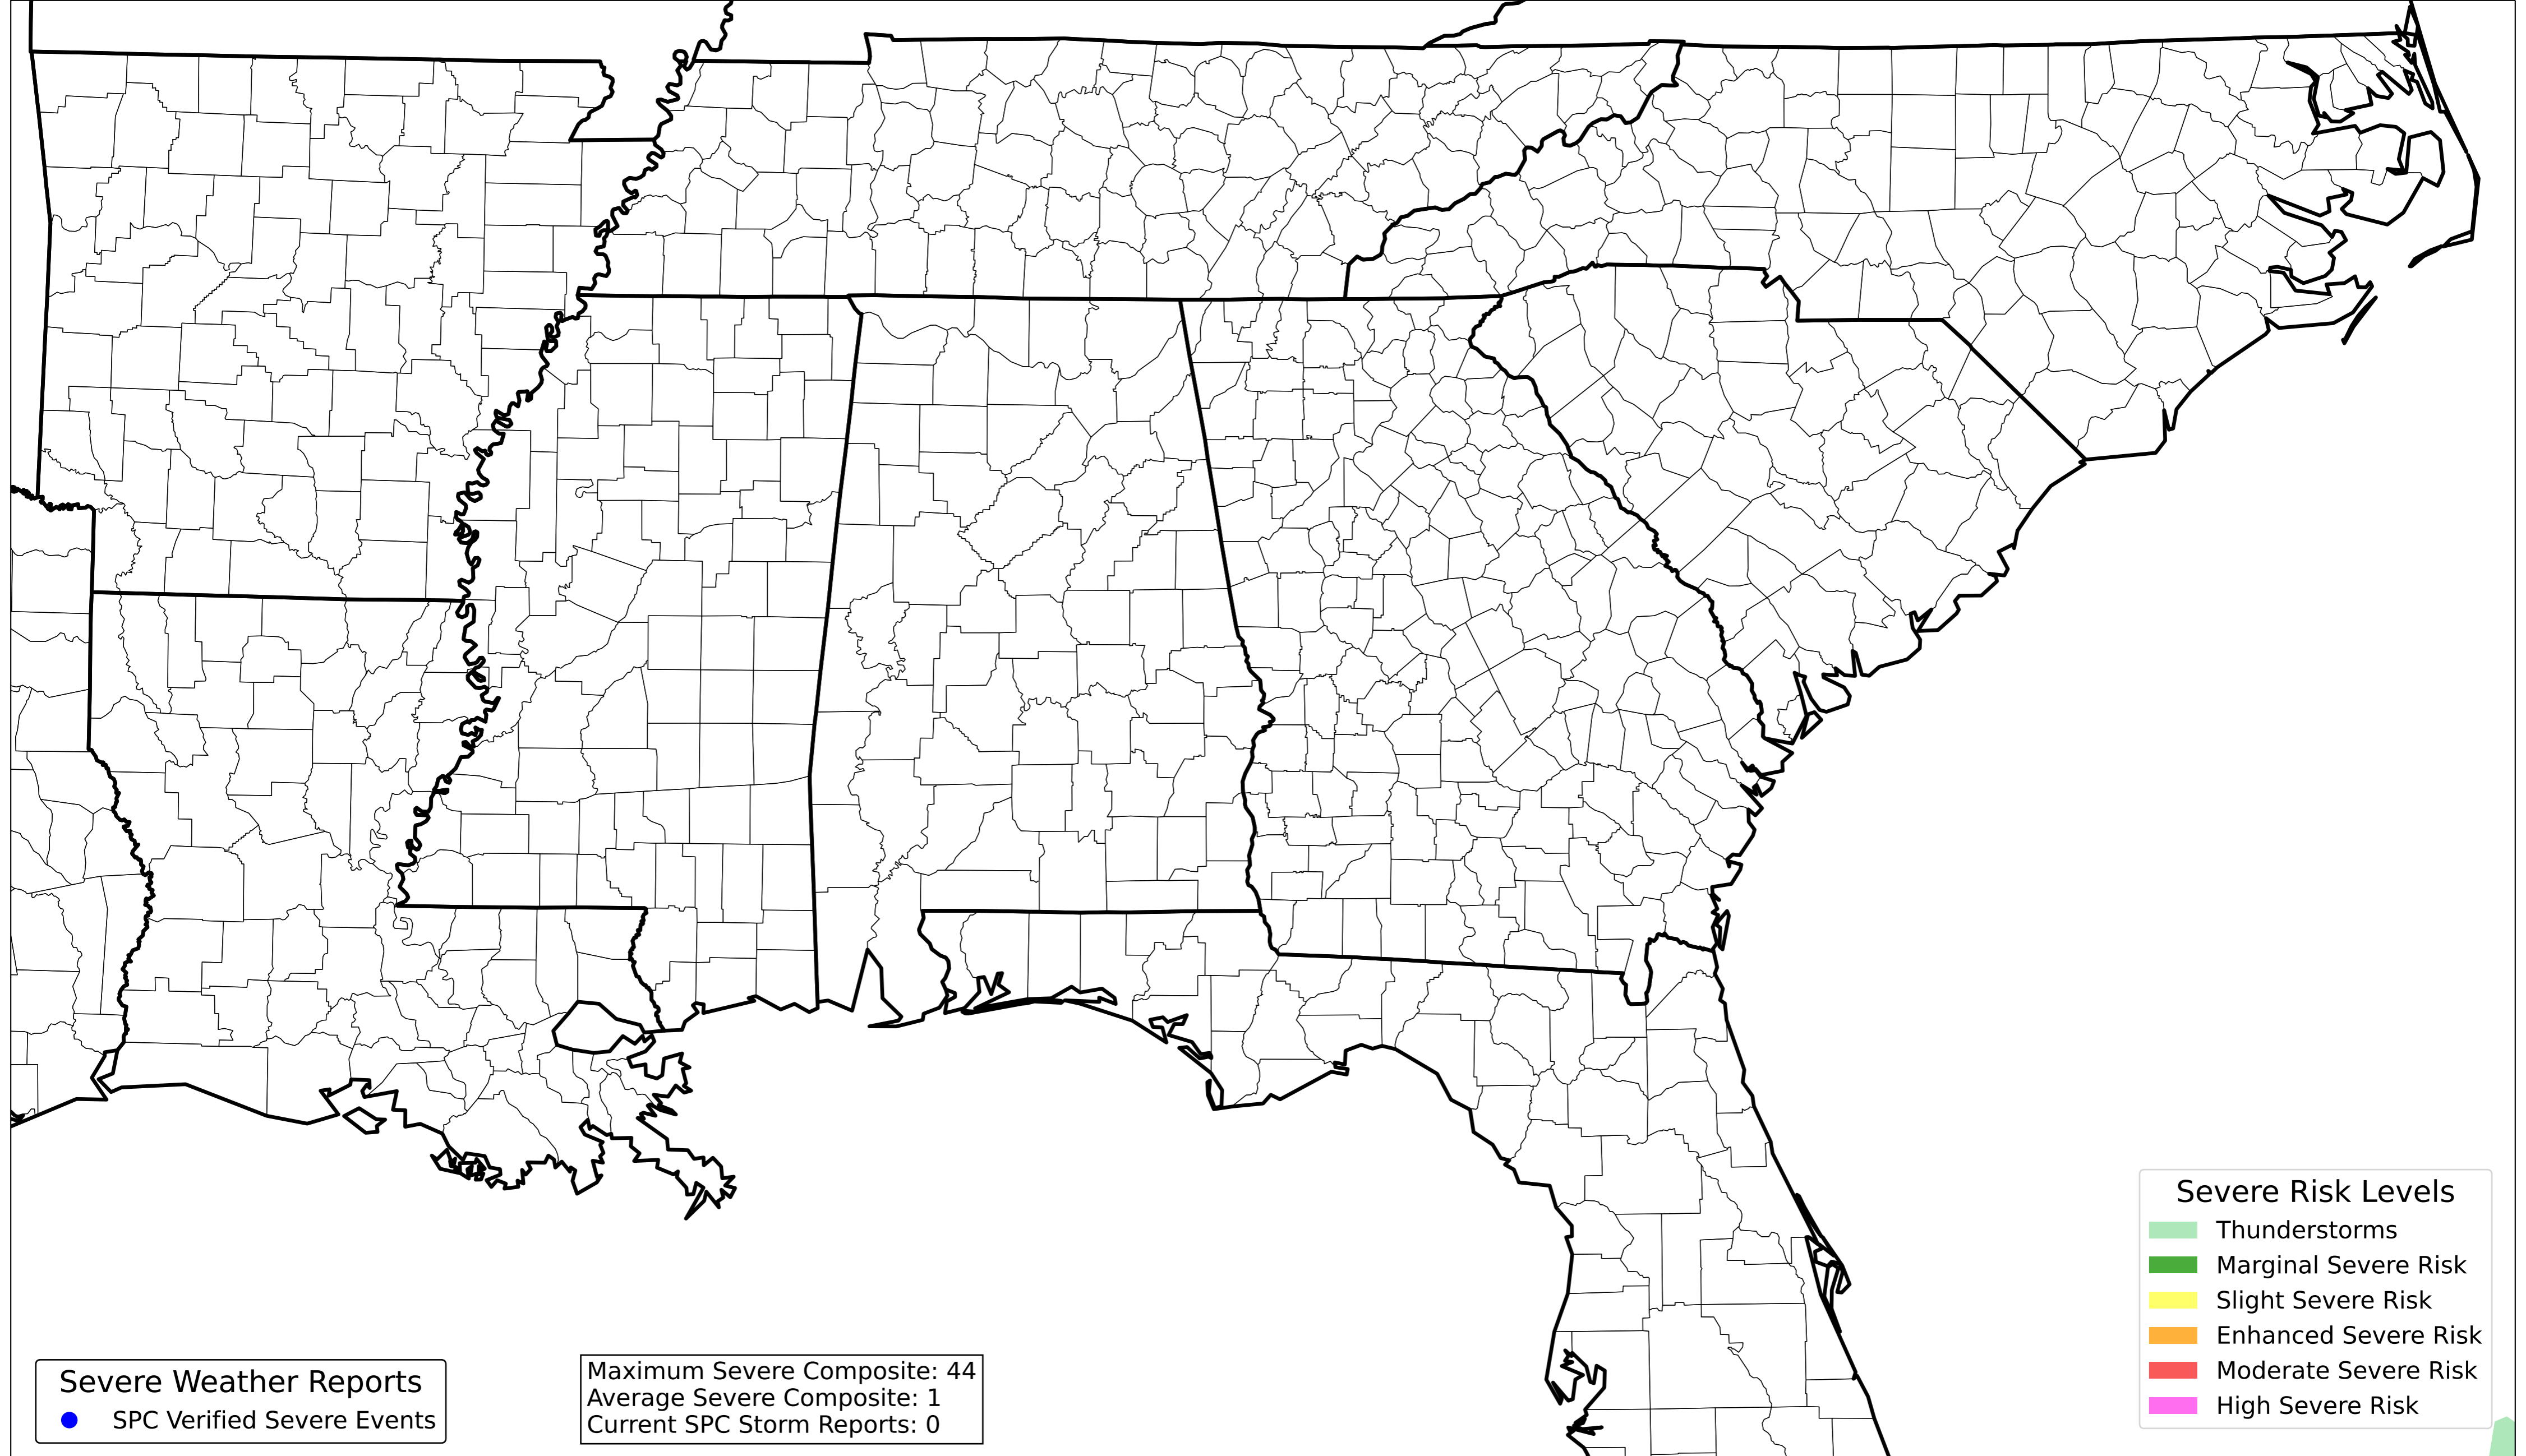 Severe Risk Levels
Thunderstorms
Marginal Severe Risk
Slight Severe Risk
Enhanced Severe Risk
Moderate Severe Risk
High Severe Risk
Severe Weather Reports
SPC Verified Severe Events
Maximum Severe Composite: 44
Average Severe Composite: 1
Current SPC Storm Reports: 0